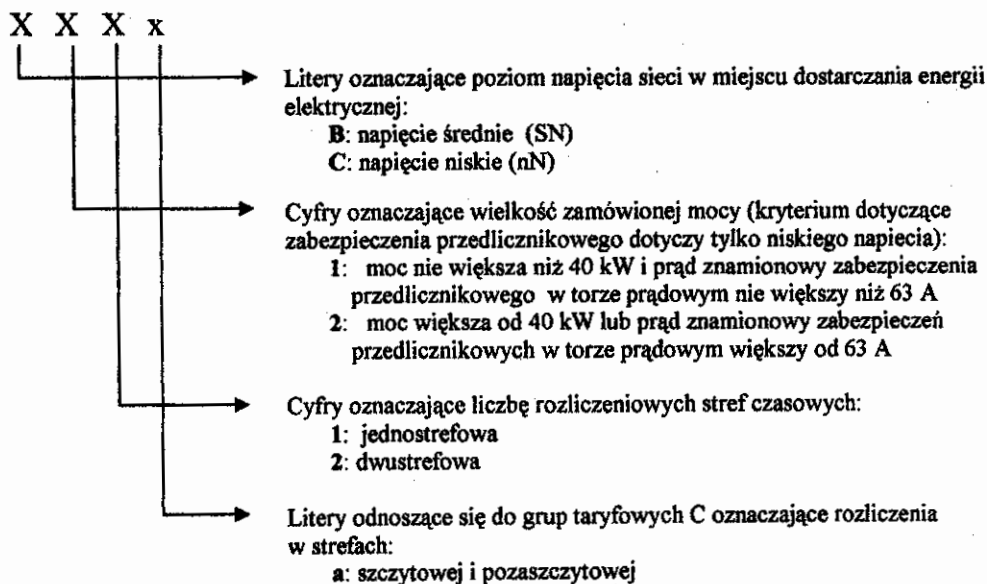 X X X x
Litery oznaczające poziom napięcia sieci w miejscu dostarczania energii
elektrycznej:
B: napięcie średnie (SN)
C: napięcie niskie (nN)
Cyfry oznaczające wielkość zamówionej mocy (kryterium dotyczące
zabezpieczenia przedlicznikowego dotyczy tylko niskiego napiecia):
1: moc nie większa niż 40 kW i prąd znamionowy zabezpieczenia
przedlicznikowego w torze prądowym nie większy niż 63 A
2: moc większa od 40 kW lub prąd znamionowy zabezpieczeń
przedlicznikowych w torze prądowym większy od 63 A
Cyfry oznaczające liczbę rozliczeniowych stref czasowych:
1: jednostrefowa
2: dwustrefowa
Litery odnoszące się do grup taryfowych C oznaczające rozliczenia
w strefach:
a: szczytowej i pozaszczytowej